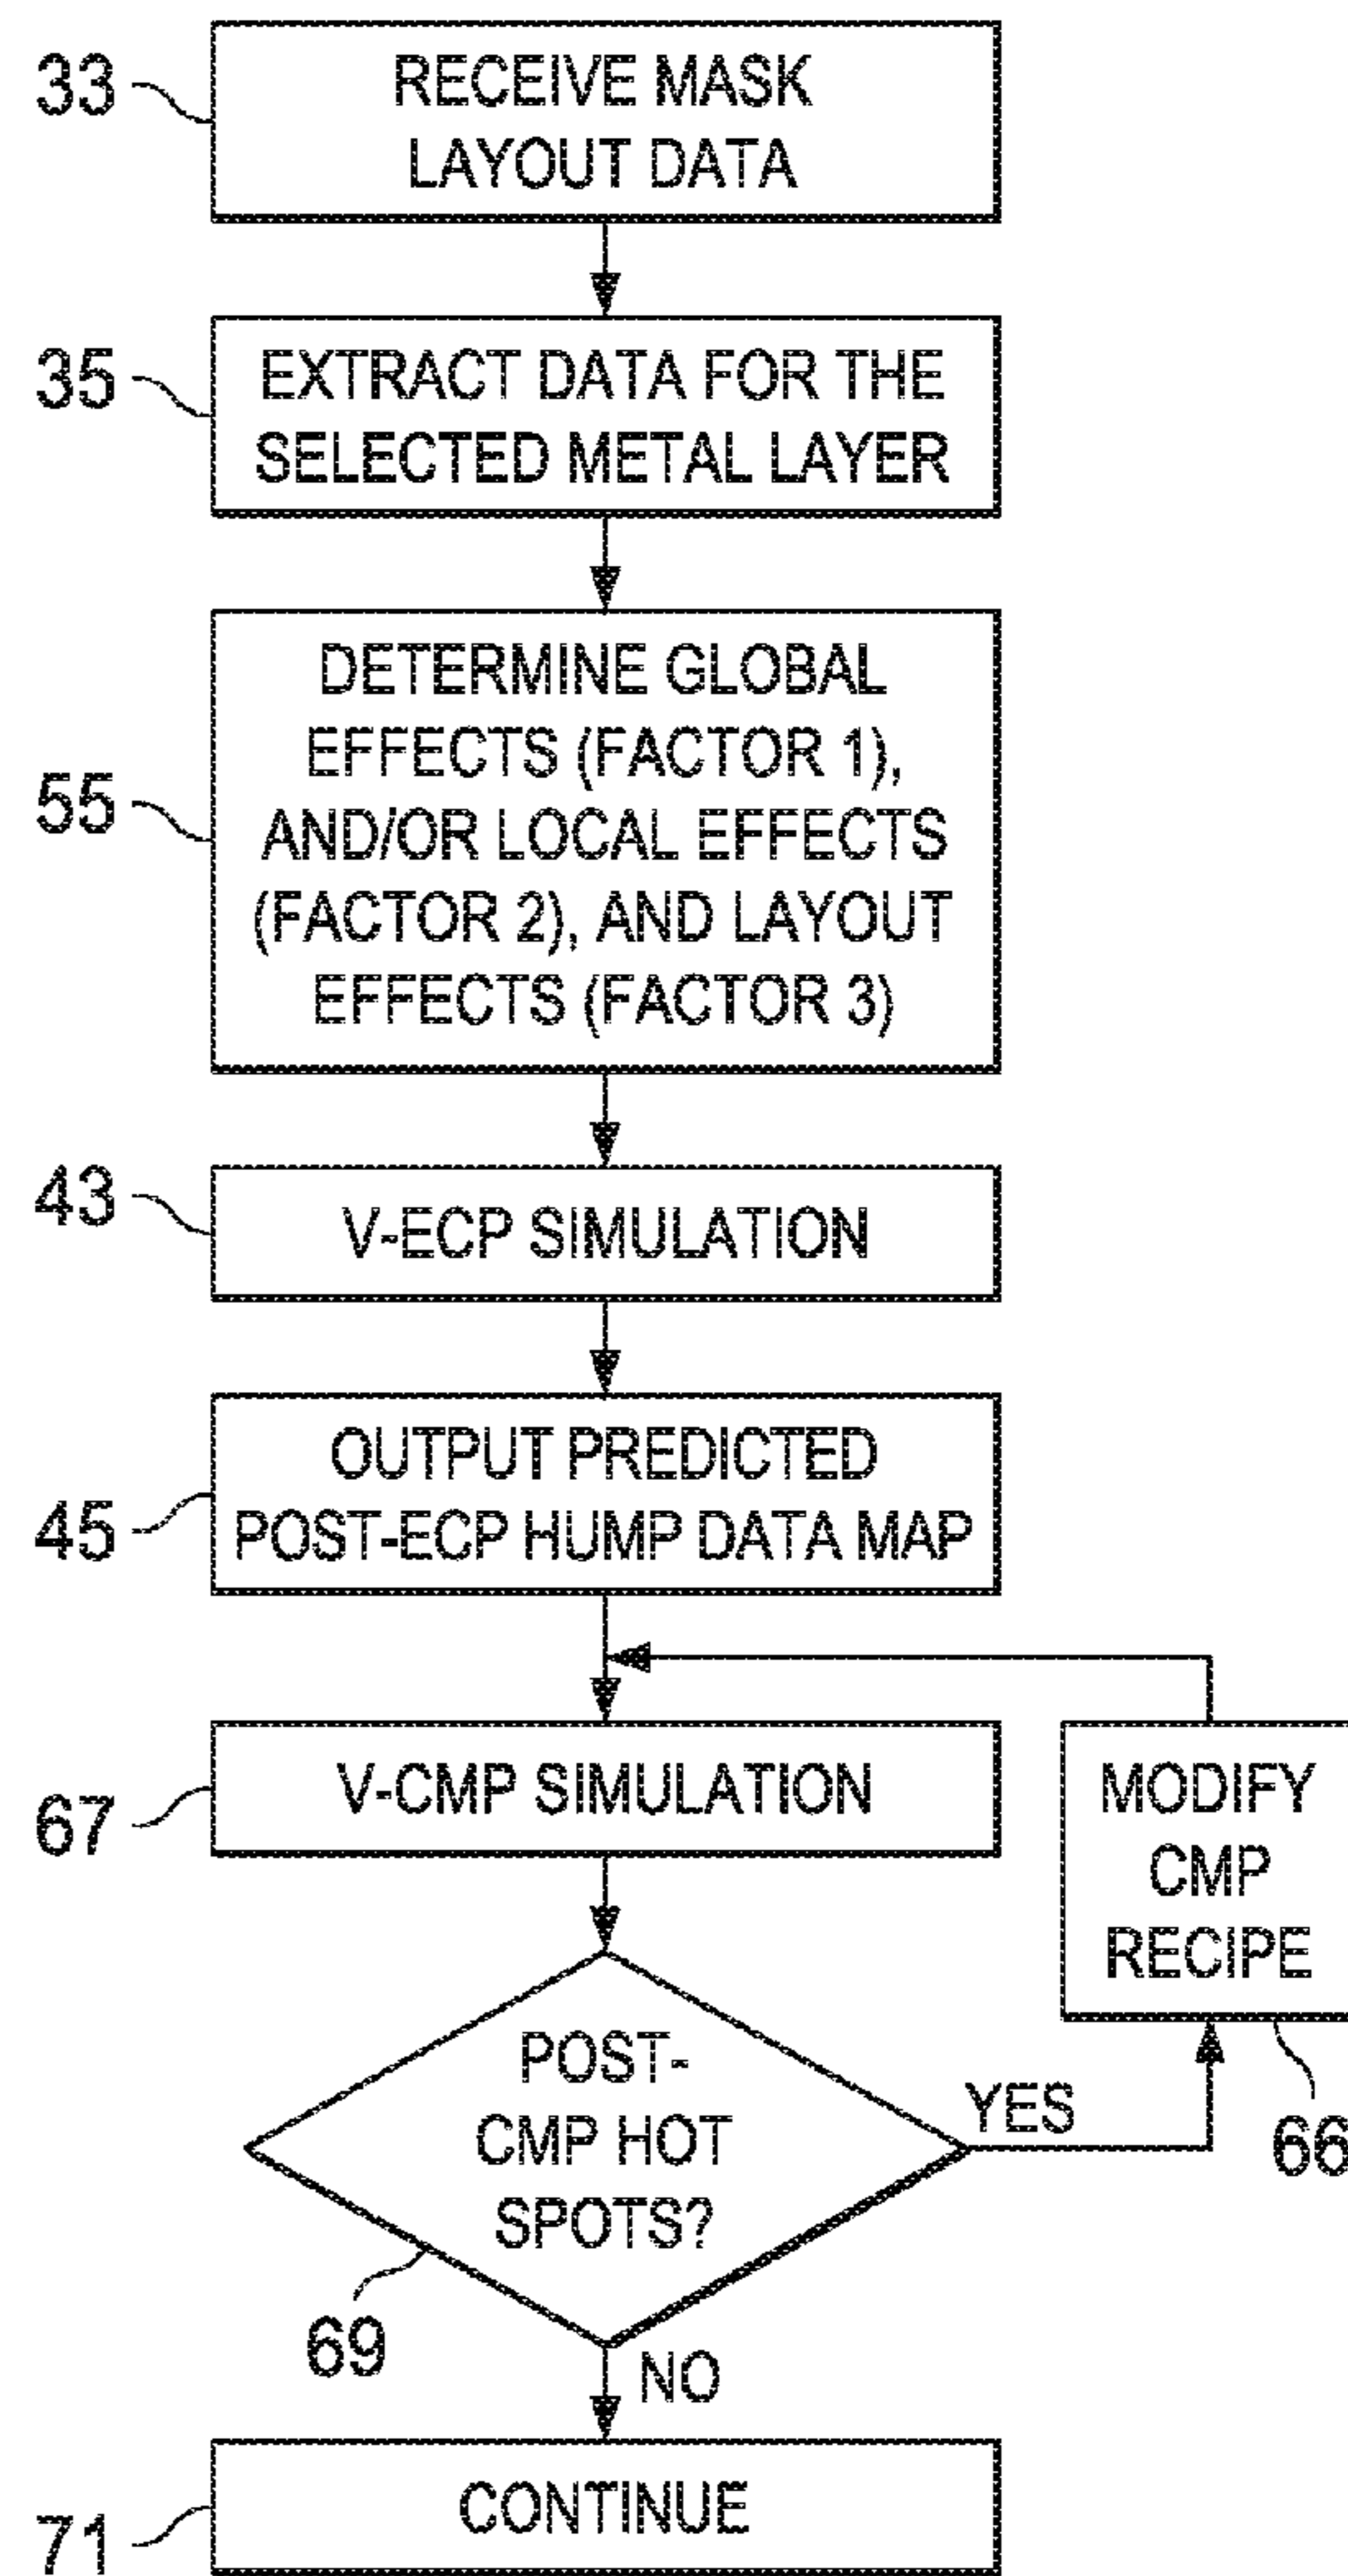 33
RECEIVE MASK
LAYOUT DATA
35
EXTRACT DATA FOR THE
SELECTED METAL LAYER
55
DETERMINE GLOBAL
EFFECTS (FACTOR 1),
AND/OR LOCAL EFFECTS
(FACTOR 2), AND LAYOUT
EFFECTS (FACTOR 3)
43
V-ECP SIMULATION
45
OUTPUT PREDICTED
POST-ECP HUMP DATA MAP
67
V-CMP SIMULATION
MODIFY
CMP
RECIPE
66
POST-
CMP HOT
SPOTS?
YES
69
NO
71
CONTINUE